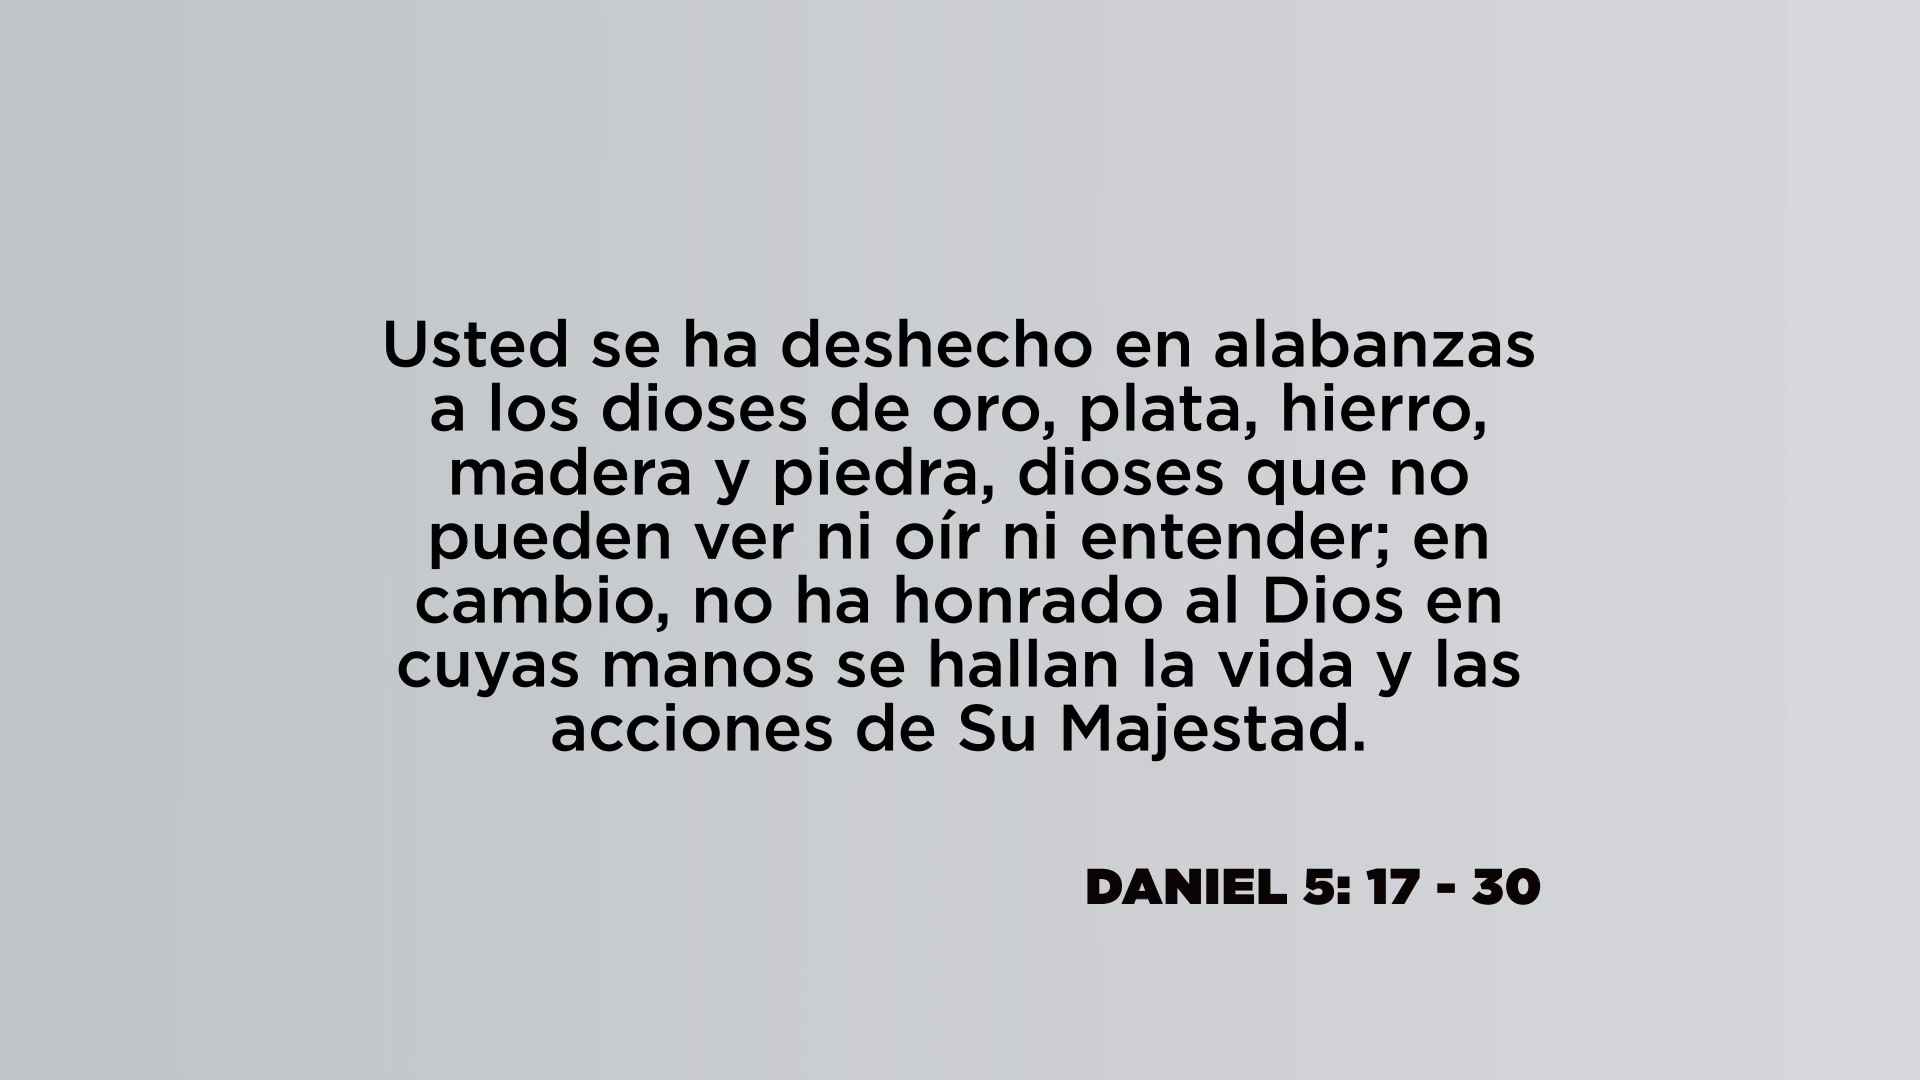 Usted se ha deshecho en alabanzas
a los dioses de oro, plata, hierro,
madera y piedra, dioses que no
pueden ver ni oír ni entender; en
cambio, no ha honrado al Dios en
cuyas manos se hallan la vida y las
acciones de Su Majestad.
DANIEL 5: 17 - 30